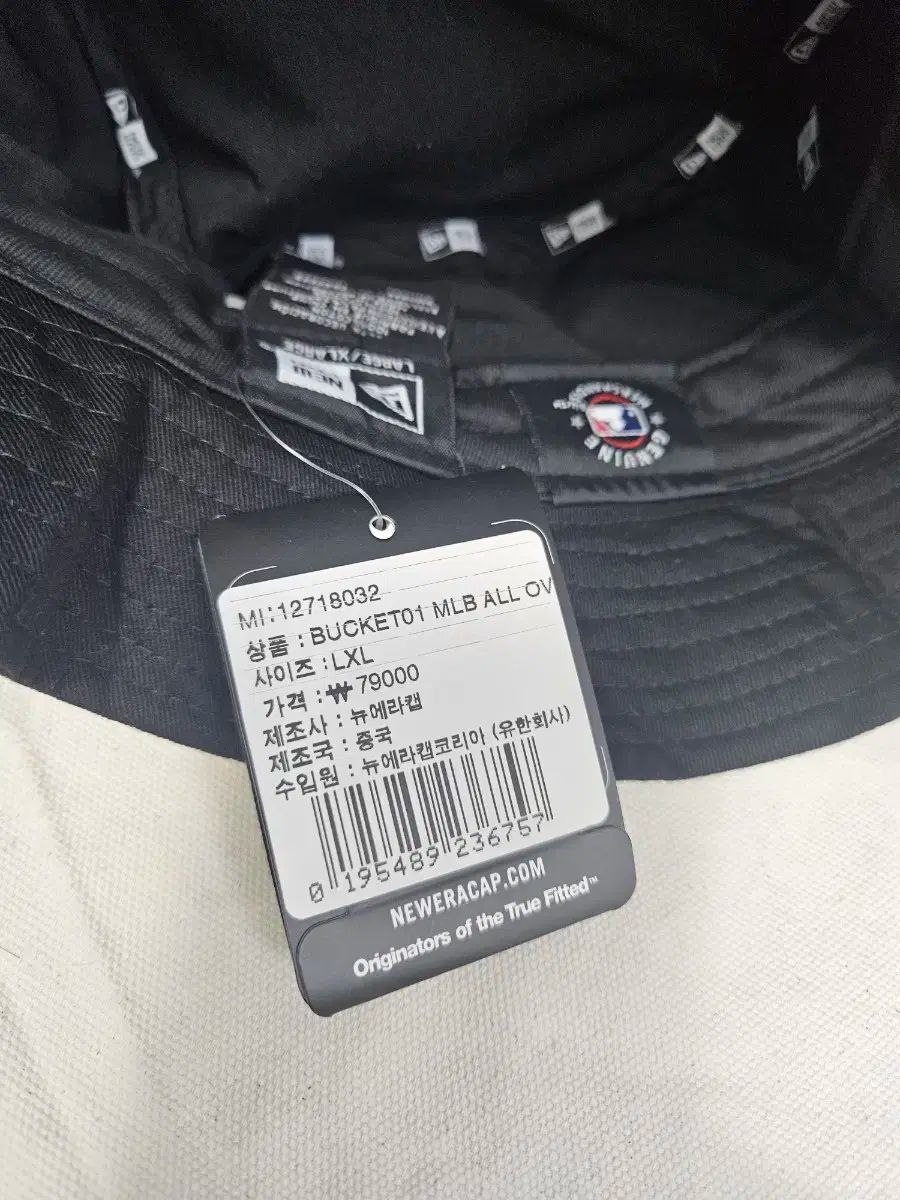 LARGE/XLARGE
NEW
GENUINE
MERCHANDISE
MI:12718032
상품 : BUCKET01 MLB ALL OV
사이즈 : LXL
가격 : ₩ 79000
제조사 : 뉴에라캡
제조국 : 중국
수입원 : 뉴에라캡코리아 (유한회사)
0 195489 236757
NEWERACAP.COM
Originators of the True Fitted™